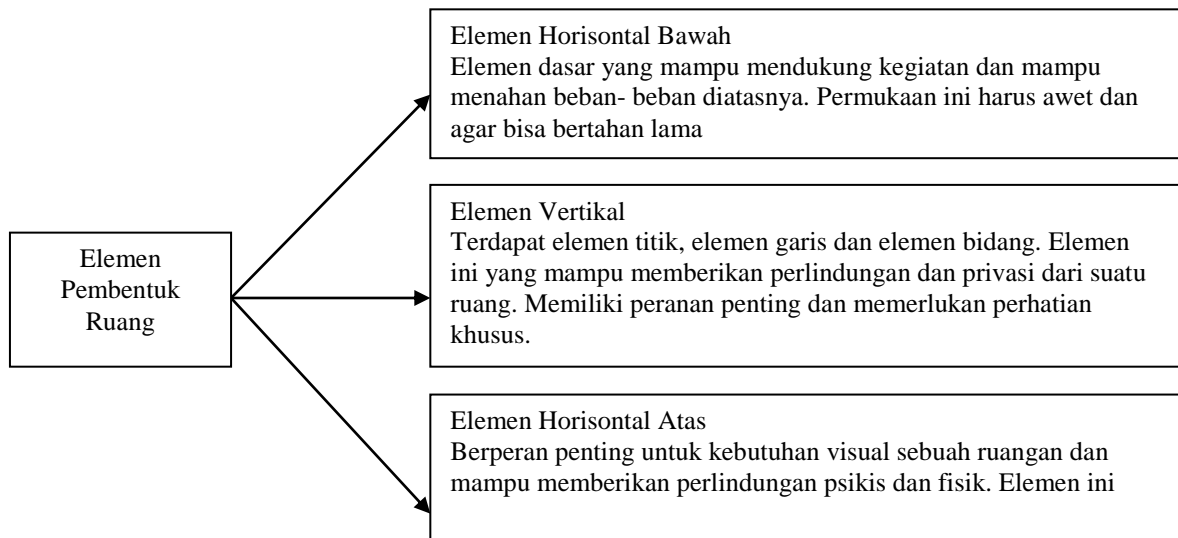 Elemen Horisontal Bawah
Elemen dasar yang mampu mendukung kegiatan dan mampu
menahan beban- beban diatasnya. Permukaan ini harus awet dan
agar bisa bertahan lama
Elemen
Pembentuk
Ruang
Elemen Vertikal
Terdapat elemen titik, elemen garis dan elemen bidang. Elemen
ini yang mampu memberikan perlindungan dan privasi dari suatu
ruang. Memiliki peranan penting dan memerlukan perhatian
khusus.
Elemen Horisontal Atas
Berperan penting untuk kebutuhan visual sebuah ruangan dan
mampu memberikan perlindungan psikis dan fisik. Elemen ini